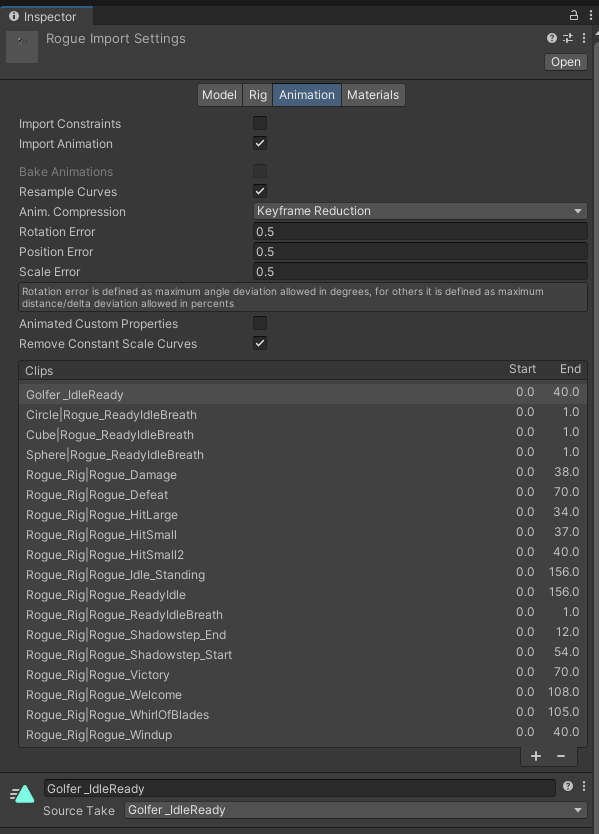 Inspector
Rogue Import Settings
Open
Model Rig Animation Materials
Import Constraints
Import Animation
Bake Animations
Resample Curves
Anim. Compression Keyframe Reduction
Rotation Error 0.5
Position Error 0.5
Scale Error 0.5
Rotation error is defined as maximum angle deviation allowed in degrees, for others it is defined as maximum
distance/delta deviation allowed in percents
Animated Custom Properties
Remove Constant Scale Curves
Clips Start End
Golfer _IdleReady 0.0 40.0
Circle|Rogue_ReadyIdleBreath 0.0 1.0
Cube|Rogue_ReadyIdleBreath 0.0 1.0
Sphere|Rogue_ReadyIdleBreath 0.0 1.0
Rogue_Rig|Rogue_Damage 0.0 38.0
Rogue_Rig|Rogue_Defeat 0.0 70.0
Rogue_Rig|Rogue_HitLarge 0.0 34.0
Rogue_Rig|Rogue_HitSmall 0.0 37.0
Rogue_Rig|Rogue_HitSmall2 0.0 40.0
Rogue_Rig|Rogue_Idle_Standing 0.0 156.0
Rogue_Rig|Rogue_ReadyIdle 0.0 156.0
Rogue_Rig|Rogue_ReadyIdleBreath 0.0 1.0
Rogue_Rig|Rogue_Shadowstep_End 0.0 12.0
Rogue_Rig|Rogue_Shadowstep_Start 0.0 54.0
Rogue_Rig|Rogue_Victory 0.0 70.0
Rogue_Rig|Rogue_Welcome 0.0 108.0
Rogue_Rig|Rogue_WhirlOfBlades 0.0 105.0
Rogue_Rig|Rogue_Windup 0.0 40.0
+ −
Golfer _IdleReady
Source Take Golfer _IdleReady